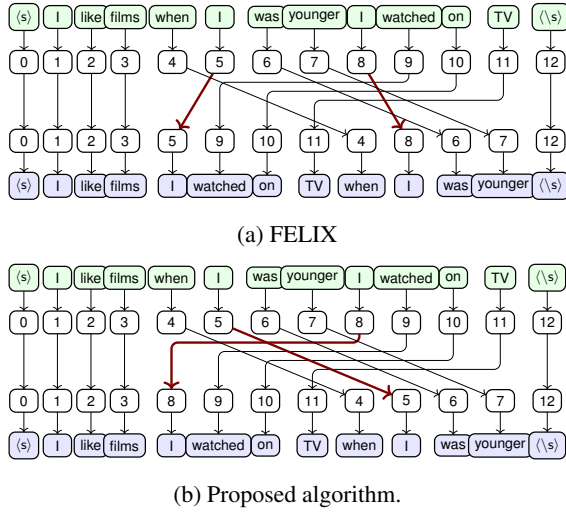 ⟨s⟩ I like films when I was younger I watched on TV ⟨\s⟩
0 1 2 3 4 5 6 7 8 9 10 11 12
0 1 2 3 5 9 10 11 4 8 6 7 12
⟨s⟩ I like films I watched on TV when I was younger ⟨\s⟩
(a) FELIX
⟨s⟩ I like films when I was younger I watched on TV ⟨\s⟩
0 1 2 3 4 5 6 7 8 9 10 11 12
0 1 2 3 8 9 10 11 4 5 6 7 12
⟨s⟩ I like films I watched on TV when I was younger ⟨\s⟩
(b) Proposed algorithm.